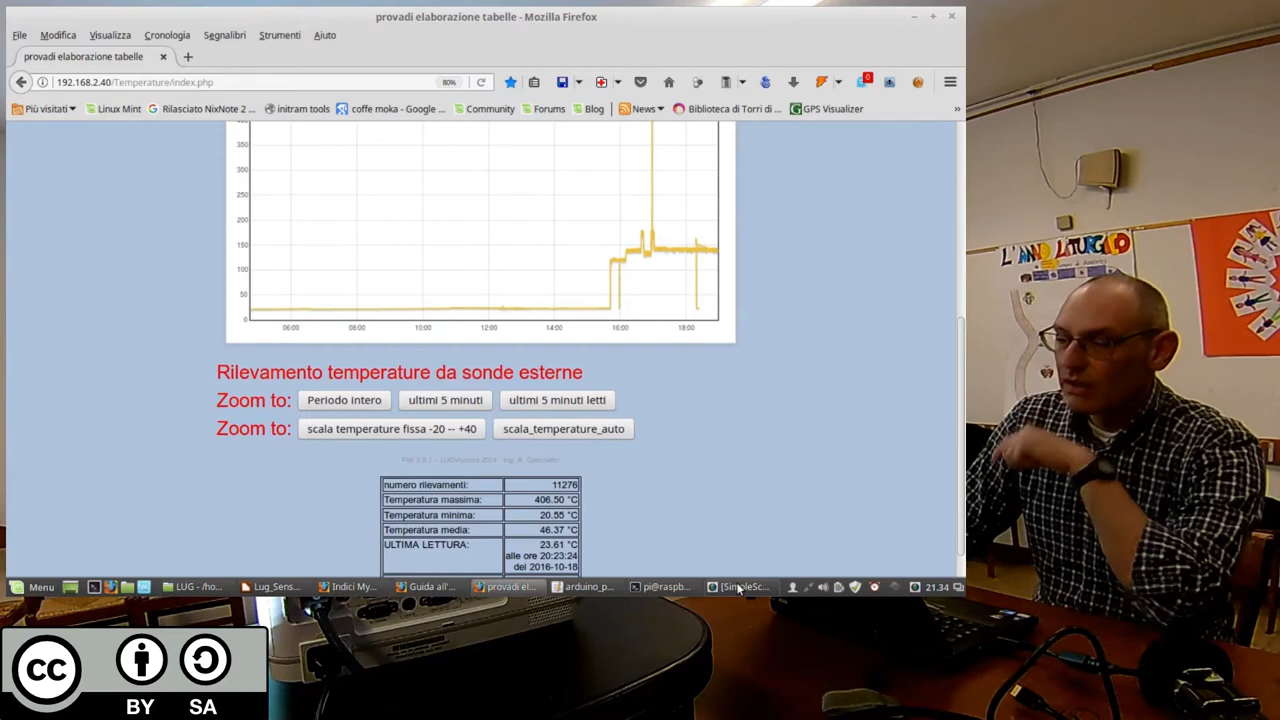 provadi elaborazione tabelle - Mozilla Firefox
File Modifica Visualizza Cronologia Segnalibri Strumenti Aiuto
provadi elaborazione tabelle
192.168.2.40/Temperature/index.php 80% 0
Più visitati Linux Mint Rilasciato NixNote 2 ... initram tools coffe moka - Google ... Community Forums Blog News Biblioteca di Torri di ... GPS Visualizer »
350
300
250
200
150
100
50
0
06:00 08:00 10:00 12:00 14:00 16:00 18:00
Rilevamento temperature da sonde esterne
Zoom to: Periodo intero ultimi 5 minuti ultimi 5 minuti letti
Zoom to: scala temperature fissa -20 -- +40 scala_temperature_auto
numero rilevamenti: 11276
Temperatura massima: 406.50 °C
Temperatura minima: 20.55 °C
Temperatura media: 46.37 °C
ULTIMA LETTURA: 23.61 °C
alle ore 20:23:24
del 2016-10-18
Menu LUG - /ho... Lug_Sens... Indici My... Guida all'... provadi el... arduino_p... pi@raspb... [SimpleSc... 21.34
L'ANNO LITURGICO
cc
BY SA